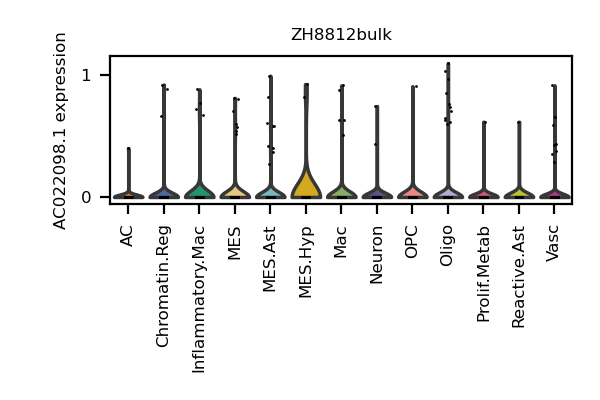 ZH8812bulk
AC022098.1 expression
1
0
AC
Chromatin.Reg
Inflammatory.Mac
MES
MES.Ast
MES.Hyp
Mac
Neuron
OPC
Oligo
Prolif.Metab
Reactive.Ast
Vasc